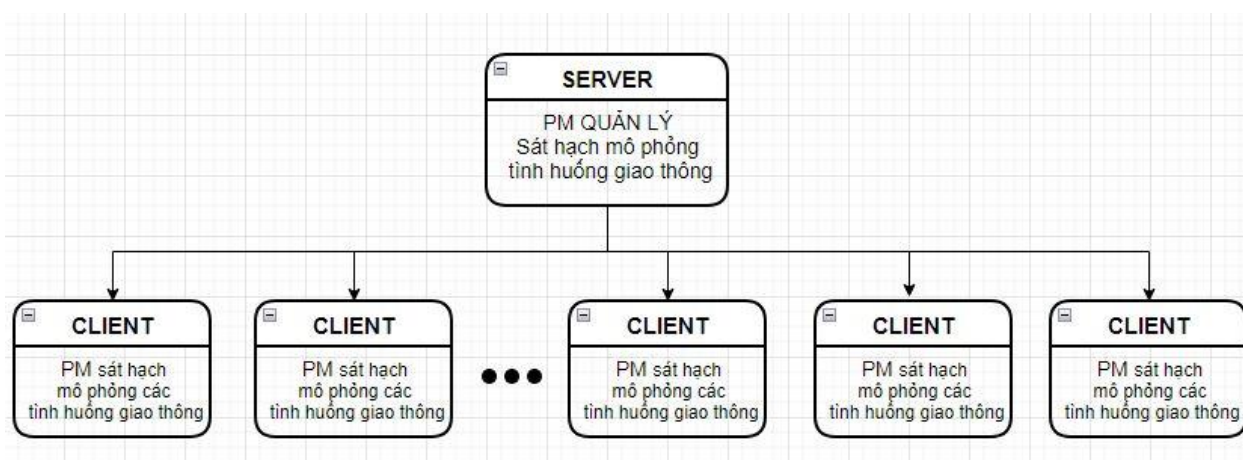 SERVER
PM QUẢN LÝ
Sát hạch mô phỏng
tình huống giao thông
CLIENT
PM sát hạch
mô phỏng các
tình huống giao thông
CLIENT
PM sát hạch
mô phỏng các
tình huống giao thông
CLIENT
PM sát hạch
mô phỏng các
tình huống giao thông
CLIENT
PM sát hạch
mô phỏng các
tình huống giao thông
CLIENT
PM sát hạch
mô phỏng các
tình huống giao thông